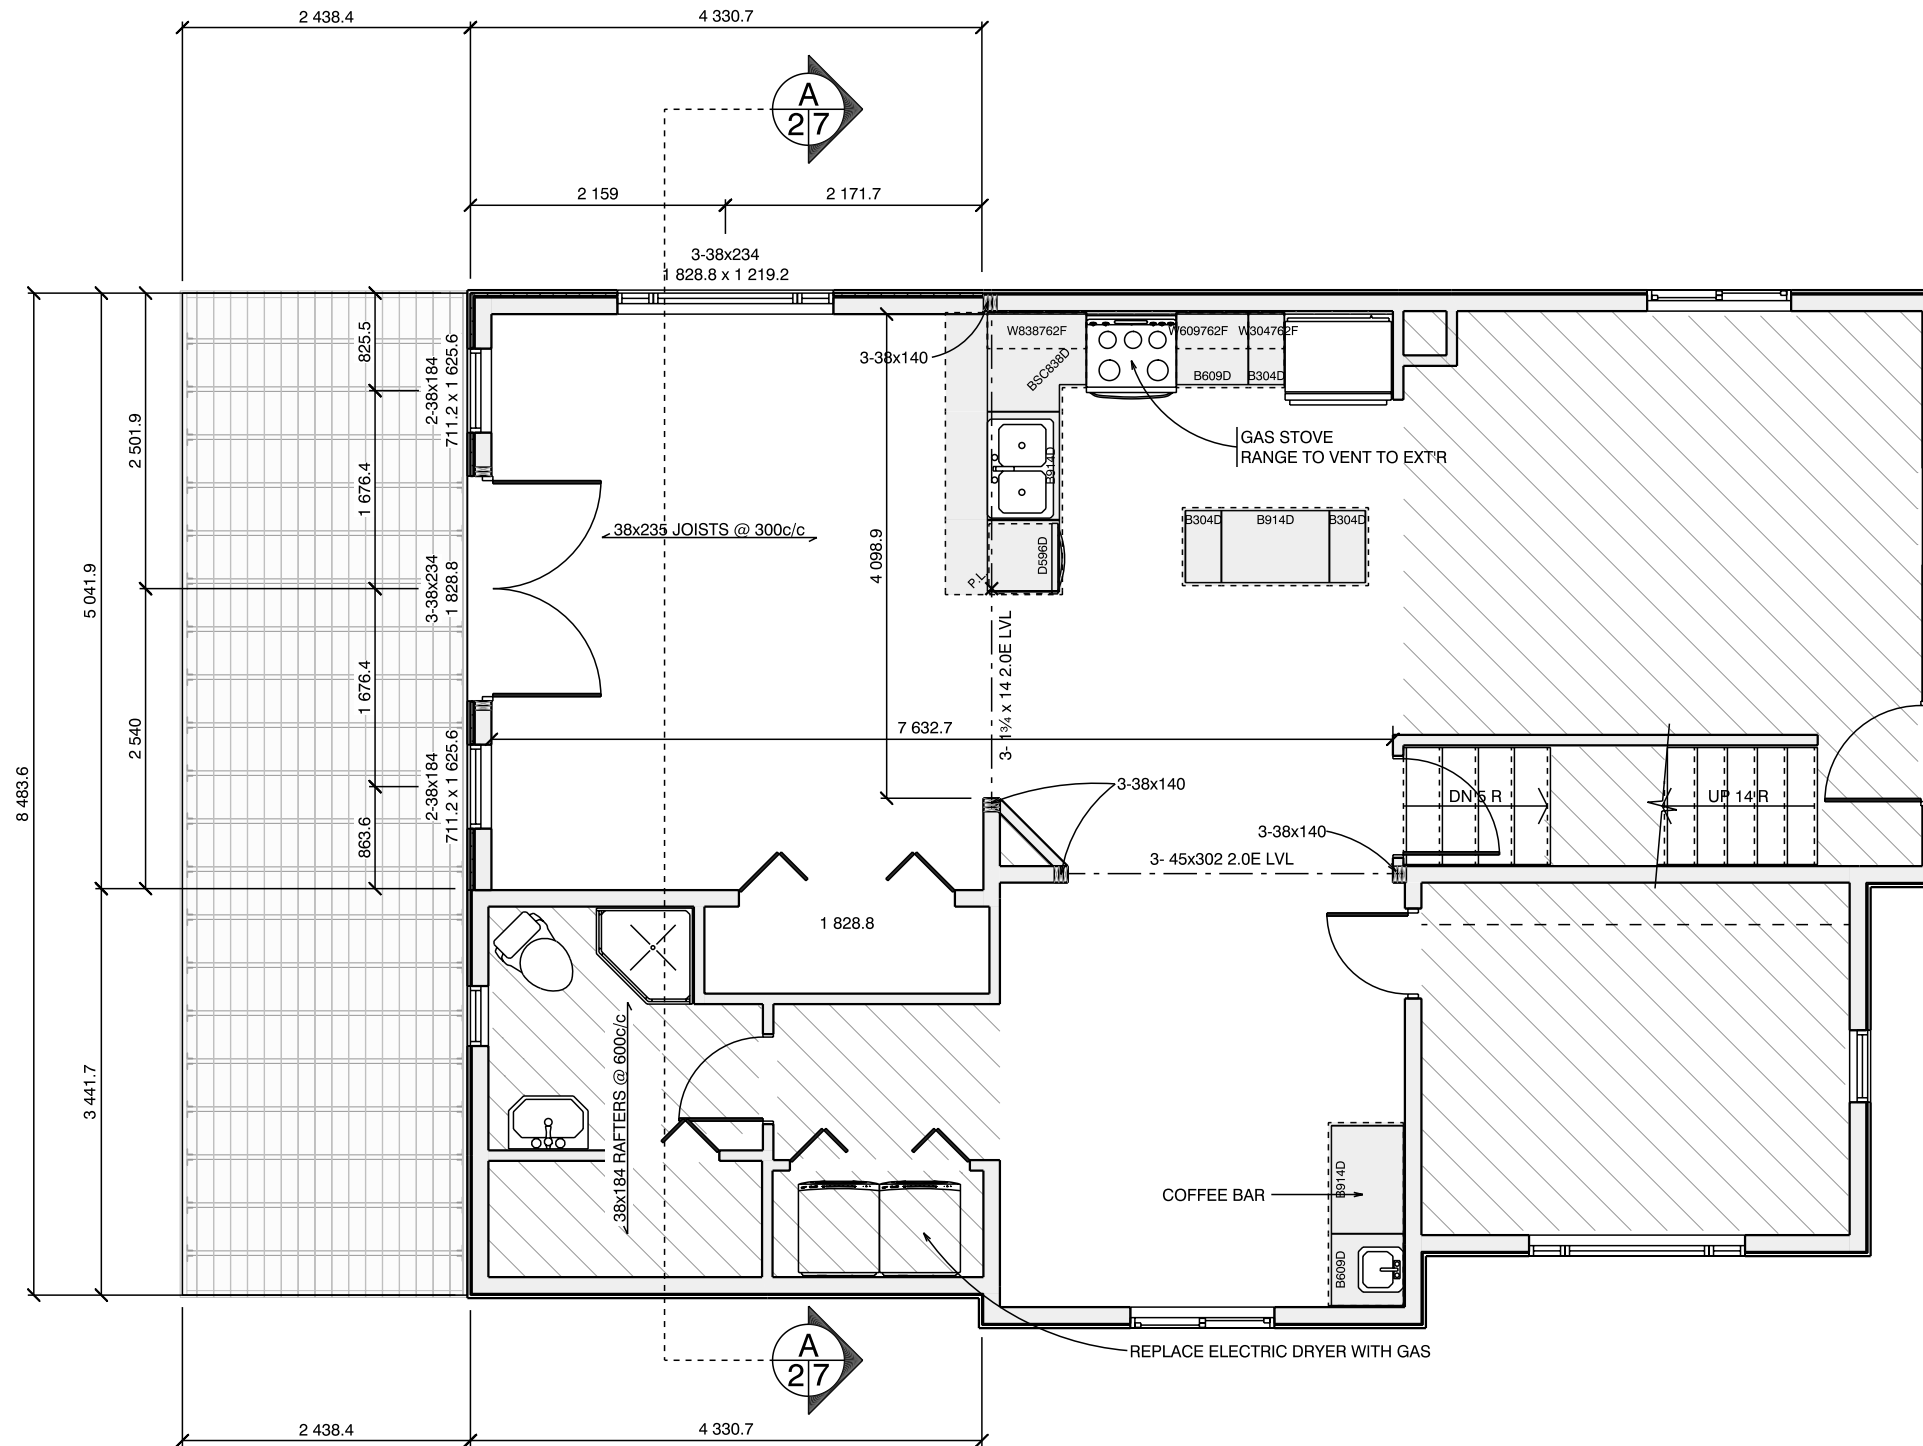 2 438.4
4 330.7
A
2 7
2 159
2 171.7
3-38x234
1 828.8 x 1 219.2
825.5
2-38x184
711.2 x 1 625.6
3-38x140
W838762F
W609762F
W304762F
BSC838D
B609D
B304D
GAS STOVE
RANGE TO VENT TO EXT'R
2 501.9
1 676.4
B914D
38x235 JOISTS @ 300c/c
4 098.9
B304D
B914D
B304D
D596D
P.L.
5 041.9
3-38x234
1 828.8
3- 1¾ x 14 2.0E LVL
1 676.4
2 540
7 632.7
8 483.6
2-38x184
711.2 x 1 625.6
863.6
3-38x140
DN 5 R
UP 14 R
3-38x140
3- 45x302 2.0E LVL
1 828.8
3 441.7
38x184 RAFTERS @ 600c/c
COFFEE BAR
B914D
B609D
REPLACE ELECTRIC DRYER WITH GAS
A
2 7
2 438.4
4 330.7